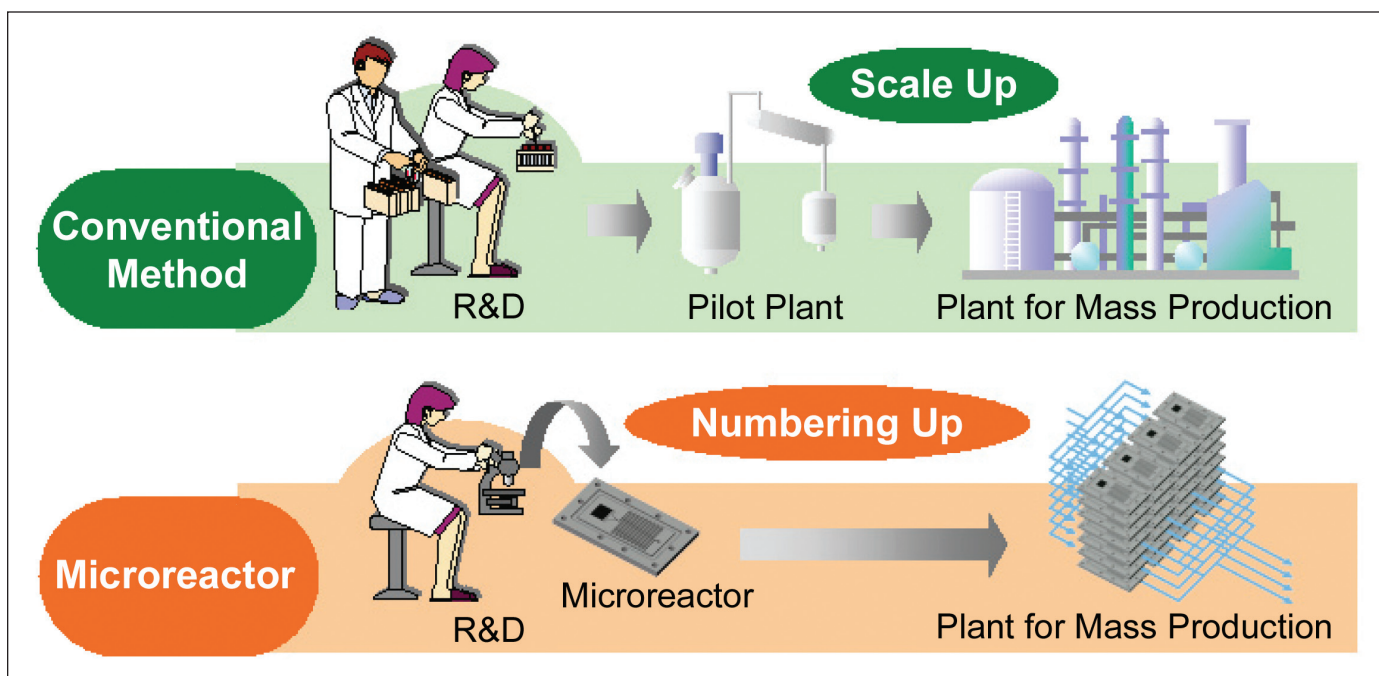 Scale Up
Conventional
Method
R&D
Pilot Plant
Plant for Mass Production
Numbering Up
Microreactor
Microreactor
R&D
Plant for Mass Production